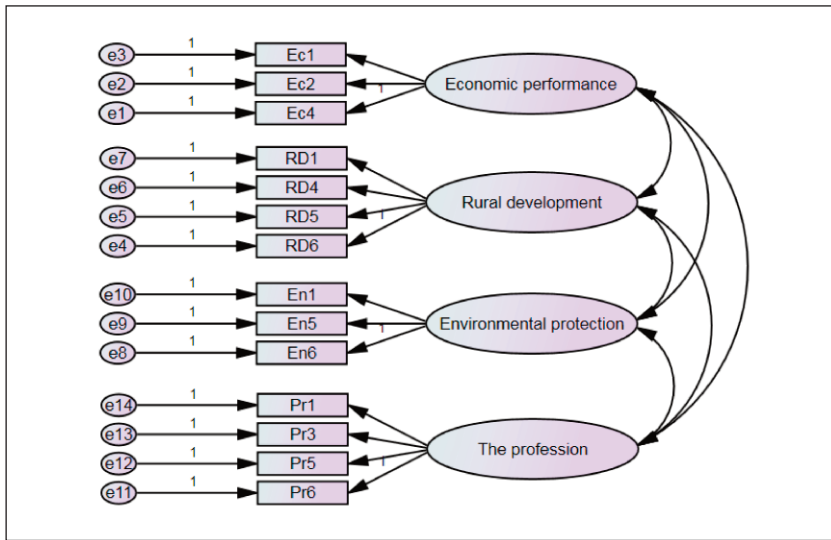 1
e3 Ec1
1
e2 Ec2 Economic performance
1
1
e1 Ec4
1
e7 RD1
1
e6 RD4
Rural development
1
e5 RD5
1
1
e4 RD6
1
e10 En1
1
e9 En5 Environmental protection
1
1
e8 En6
1
e14 Pr1
1
e13 Pr3
The profession
1
e12 Pr5
1
1
e11 Pr6